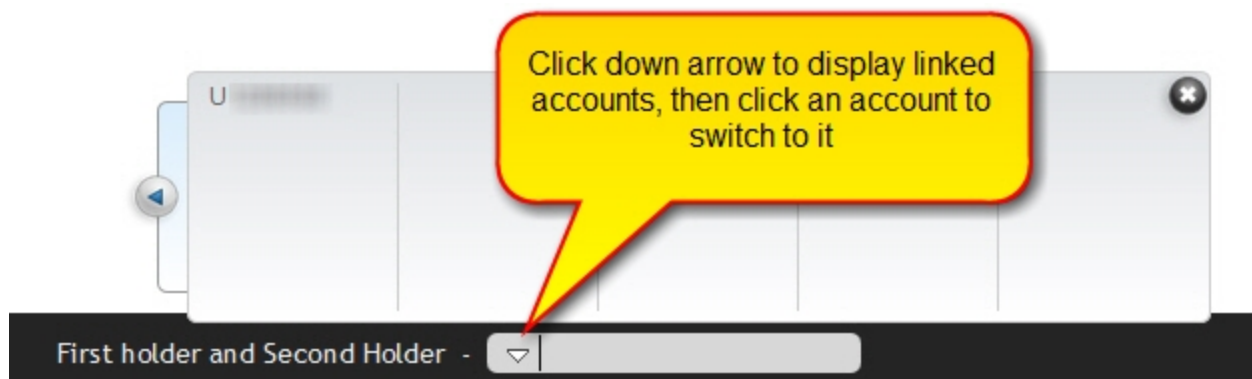 Click down arrow to display linked
accounts, then click an account to
switch to it
U
First holder and Second Holder -